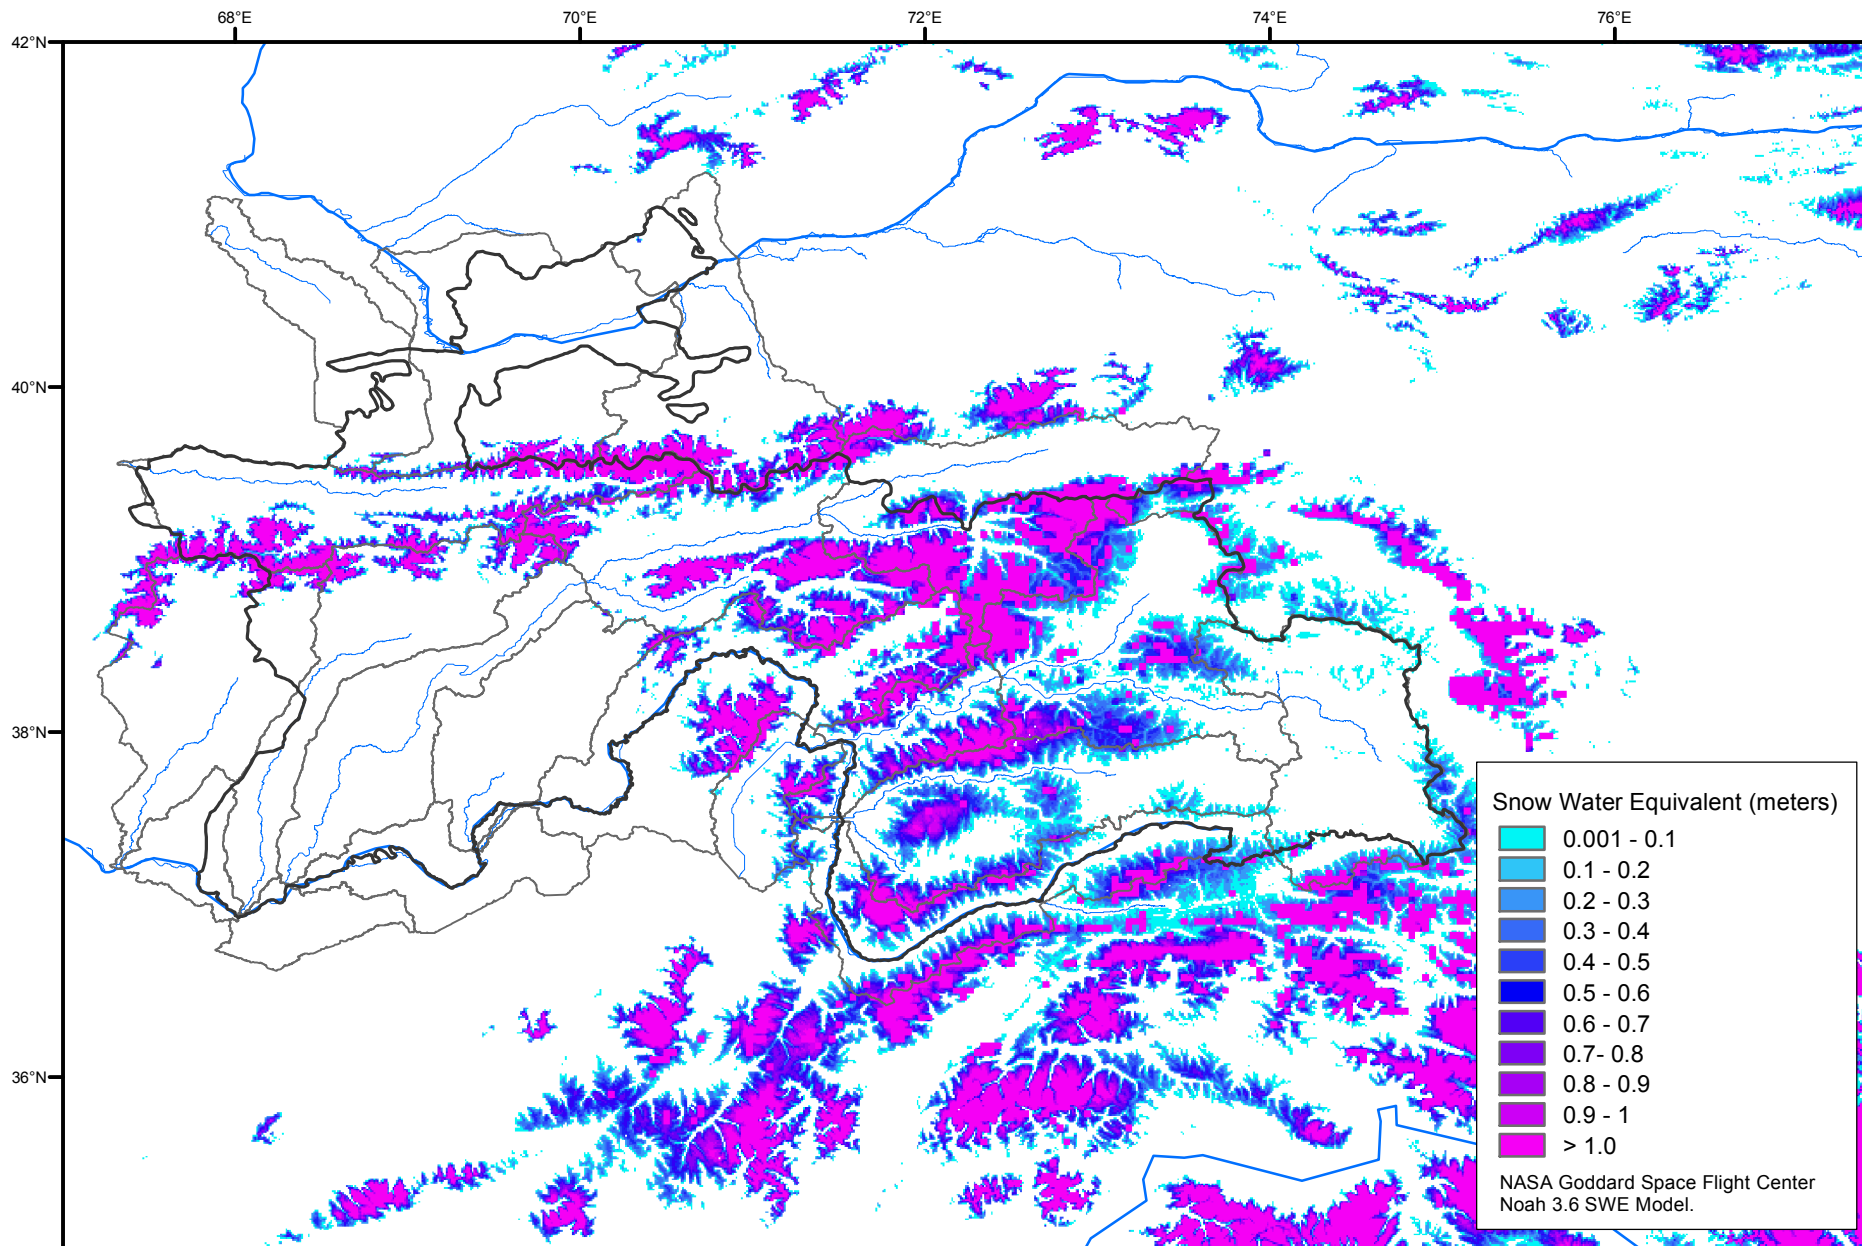 68°E 70°E 72°E 74°E 76°E
42°N
40°N
38°N
36°N
Snow Water Equivalent (meters)
0.001 - 0.1
0.1 - 0.2
0.2 - 0.3
0.3 - 0.4
0.4 - 0.5
0.5 - 0.6
0.6 - 0.7
0.7- 0.8
0.8 - 0.9
0.9 - 1
> 1.0
NASA Goddard Space Flight Center
Noah 3.6 SWE Model.